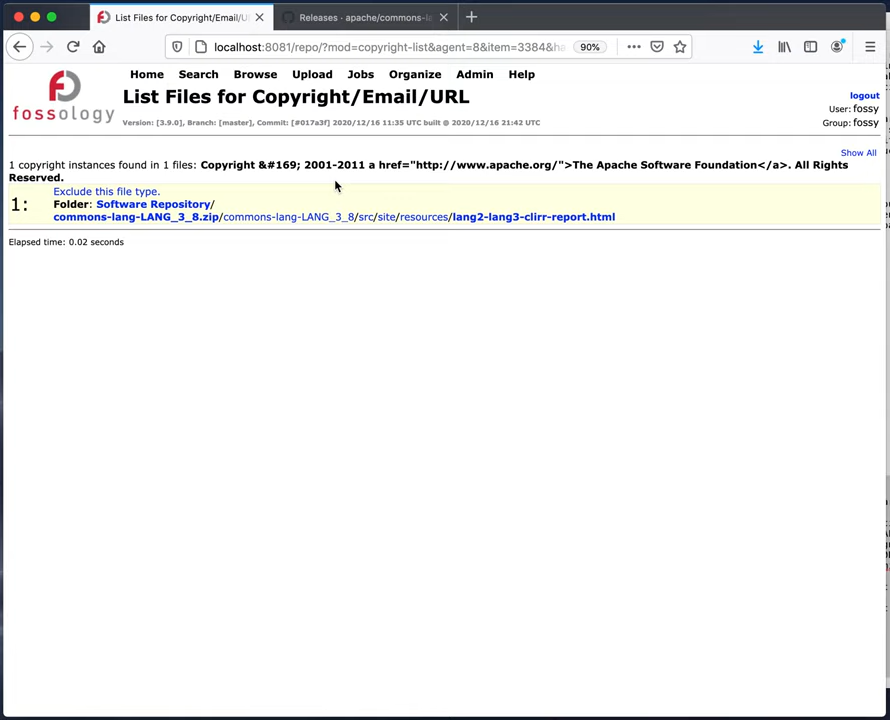 List Files for Copyright/Email/U
Releases · apache/commons-la
localhost:8081/repo/?mod=copyright-list&agent=8&item=3384&ha
90%
Home Search Browse Upload Jobs Organize Admin Help
fossology
List Files for Copyright/Email/URL
Version: [3.9.0], Branch: [master], Commit: [#017a3f] 2020/12/16 11:35 UTC built @ 2020/12/16 21:42 UTC
logout
User: fossy
Group: fossy
Show All
1 copyright instances found in 1 files: Copyright &#169; 2001-2011 a href="http://www.apache.org/">The Apache Software Foundation</a>. All Rights
Reserved.
1:
Exclude this file type.
Folder: Software Repository/
commons-lang-LANG_3_8.zip/commons-lang-LANG_3_8/src/site/resources/lang2-lang3-clirr-report.html
Elapsed time: 0.02 seconds